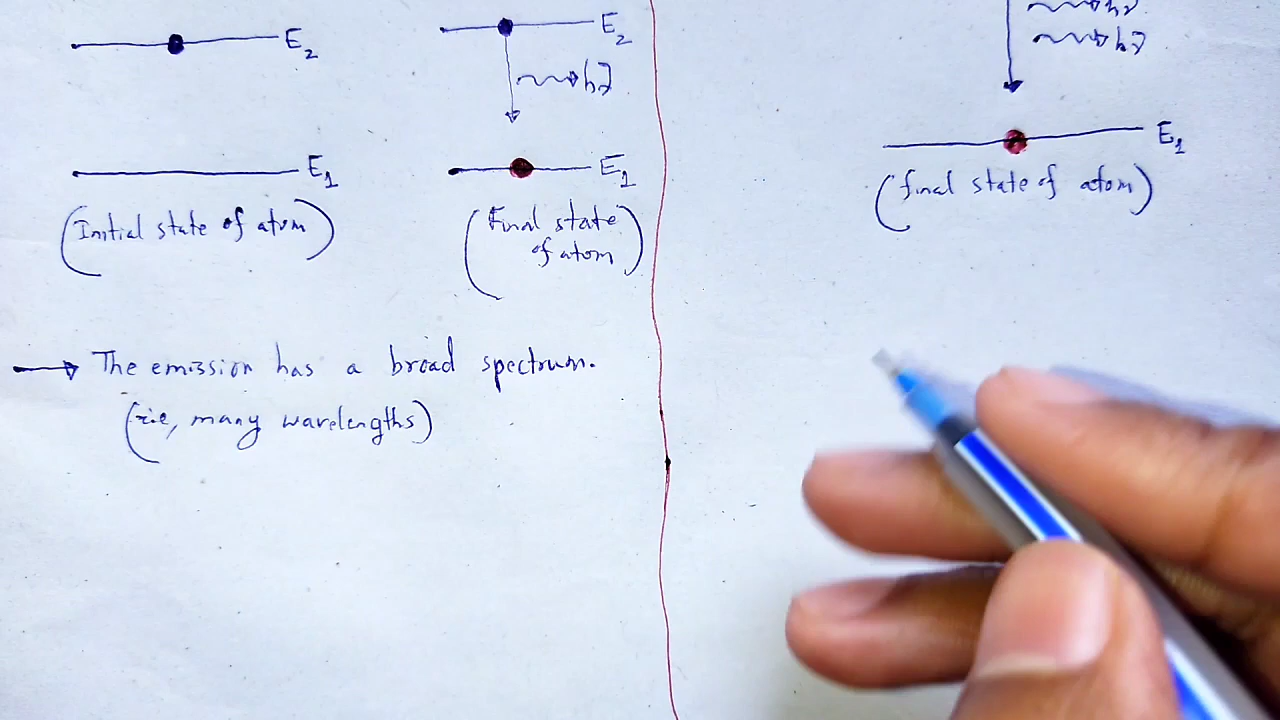 E₂
E₂
hν
E₁
E₁
(Initial state of atom)
(Final state
of atom)
→ The emission has a broad spectrum.
(i.e, many wavelengths)
hν
hν
E₁
(final state of atom)